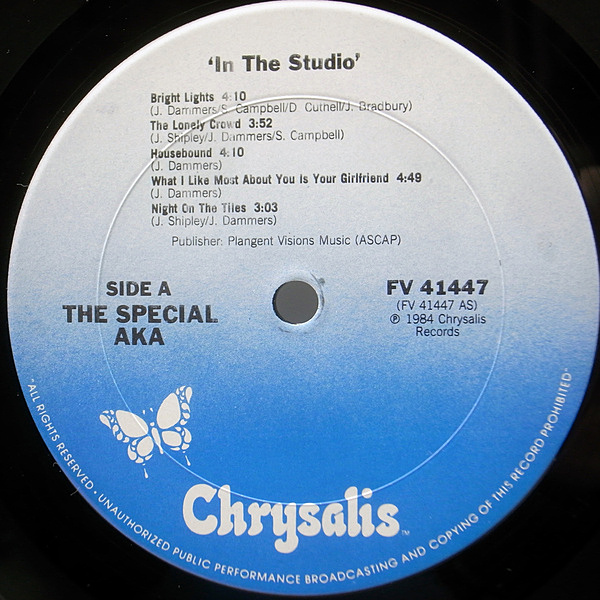 'In The Studio'
Bright Lights 4:10
(J. Dammers/S. Campbell/D. Cuthell/J. Bradbury)
The Lonely Crowd 3:52
(J. Shipley/J. Dammers/S. Campbell)
Housebound 4:10
(J. Dammers)
What I Like Most About You Is Your Girlfriend 4:49
(J. Dammers)
Night On The Tiles 3:03
(J. Shipley/J. Dammers)
Publisher: Plangent Visions Music (ASCAP)
SIDE A
THE SPECIAL
AKA
FV 41447
(FV 41447 AS)
℗ 1984 Chrysalis
Records
Chrysalis™
"ALL RIGHTS RESERVED · UNAUTHORIZED PUBLIC PERFORMANCE BROADCASTING AND COPYING OF THIS RECORD PROHIBITED"